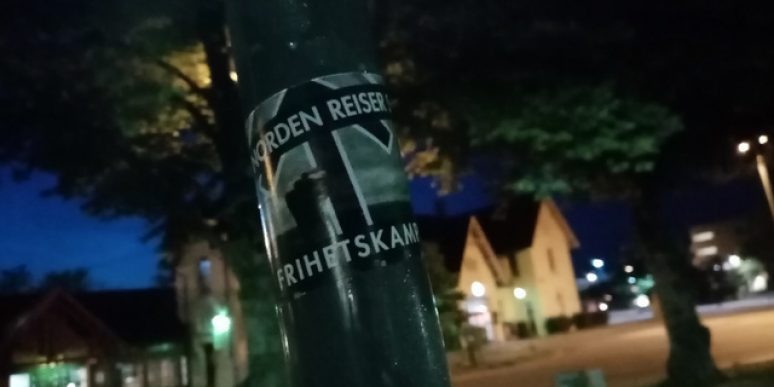 NORDEN REISER S
FRIHETSKAMP